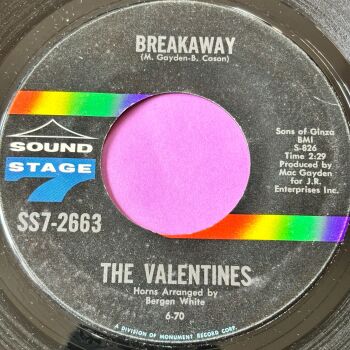 BREAKAWAY
(M. Gayden-B. Cason)
SOUND
STAGE
7
SS7-2663
Sons of Ginza
BMI
S-826
Time 2:29
Produced by
Mac Gayden
for J.R.
Enterprises Inc.
THE VALENTINES
Horns Arranged by
Bergen White
6-70
A DIVISION OF MONUMENT RECORD CORP.